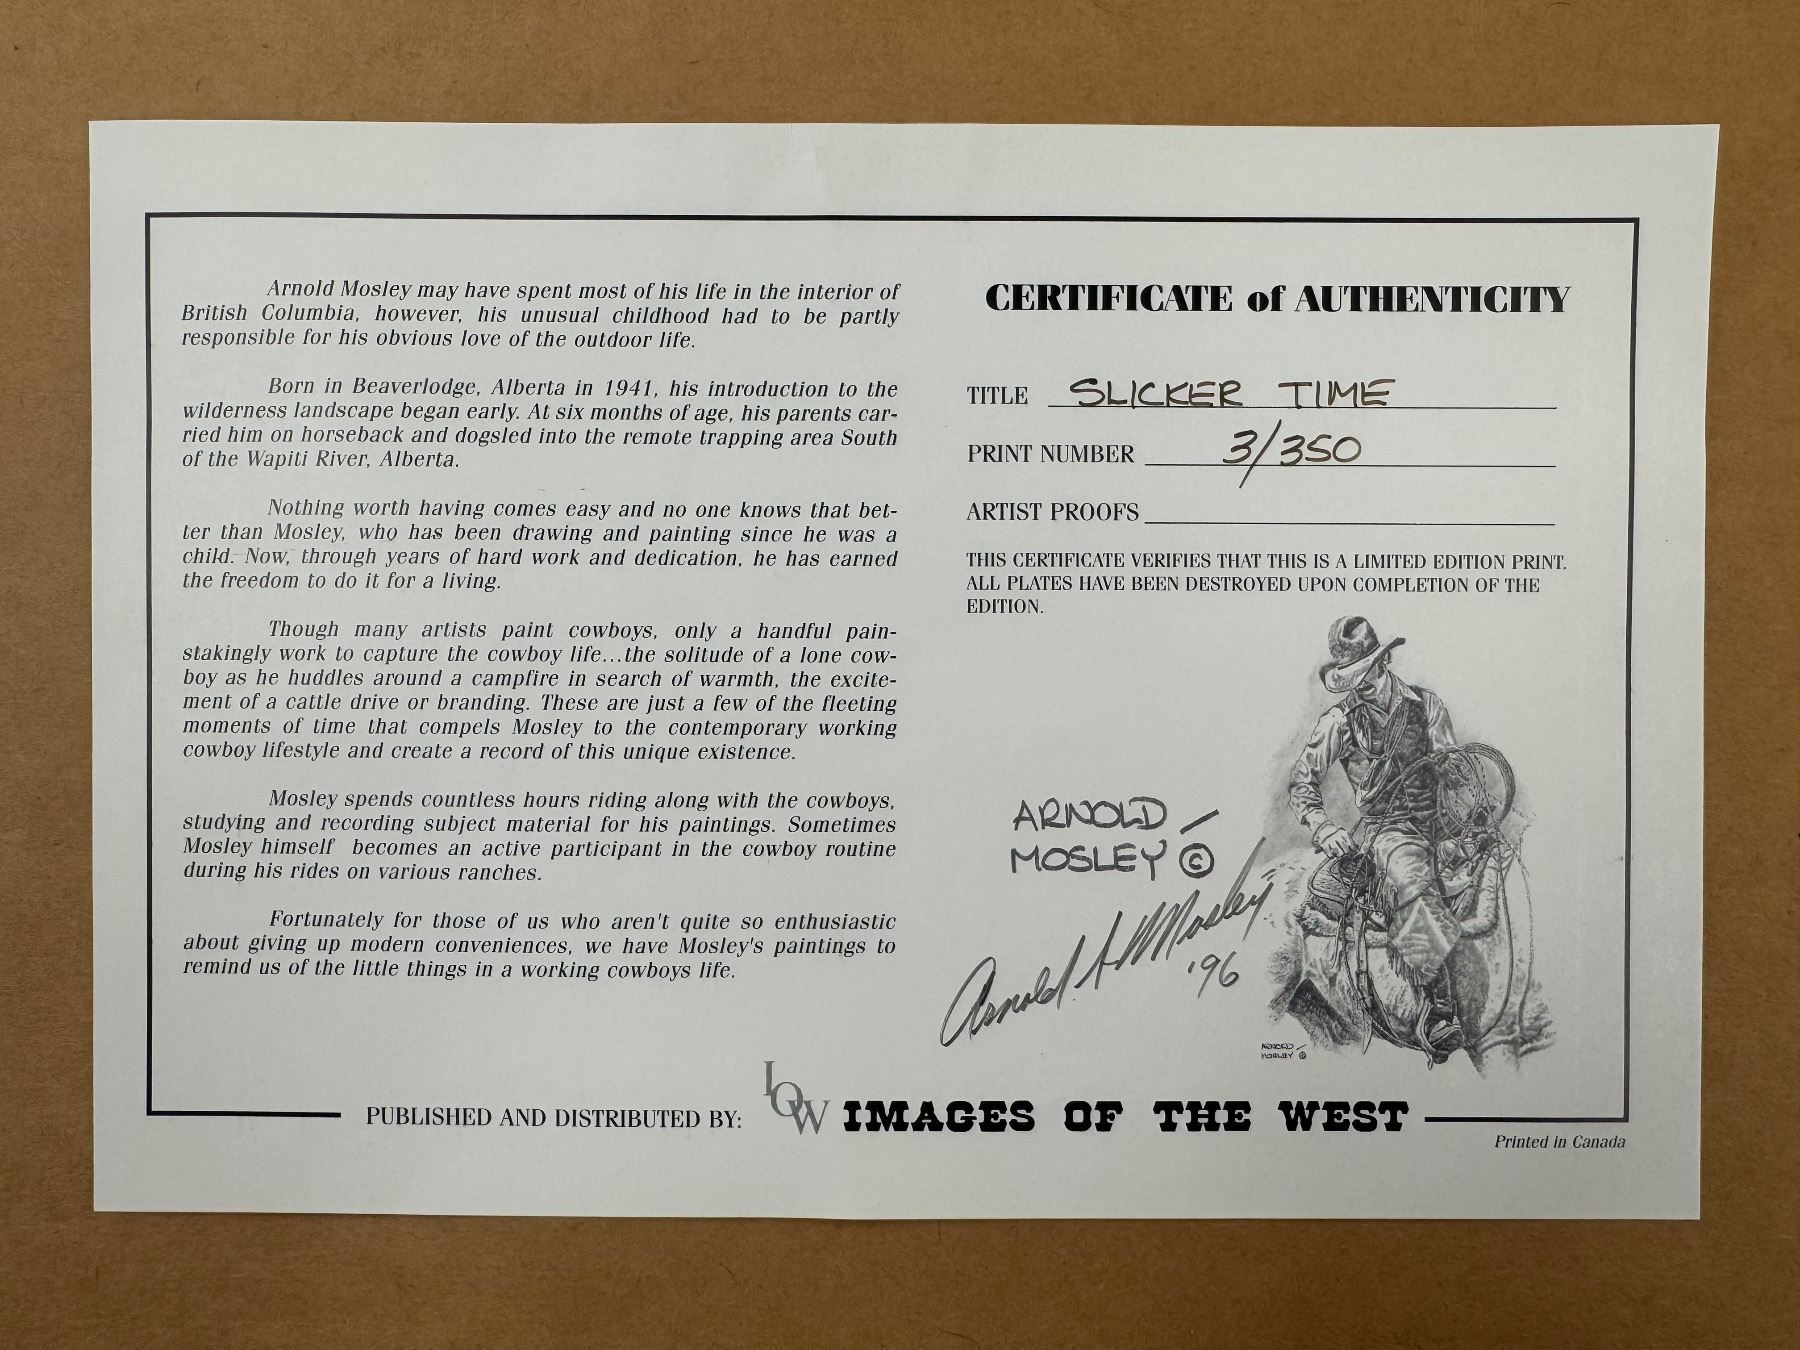 Arnold Mosley may have spent most of his life in the interior of
British Columbia, however, his unusual childhood had to be partly
responsible for his obvious love of the outdoor life.
Born in Beaverlodge, Alberta in 1941, his introduction to the
wilderness landscape began early. At six months of age, his parents car-
ried him on horseback and dogsled into the remote trapping area South
of the Wapiti River, Alberta.
Nothing worth having comes easy and no one knows that bet-
ter than Mosley, who has been drawing and painting since he was a
child. Now, through years of hard work and dedication, he has earned
the freedom to do it for a living.
Though many artists paint cowboys, only a handful pain-
stakingly work to capture the cowboy life...the solitude of a lone cow-
boy as he huddles around a campfire in search of warmth, the excite-
ment of a cattle drive or branding. These are just a few of the fleeting
moments of time that compels Mosley to the contemporary working
cowboy lifestyle and create a record of this unique existence.
Mosley spends countless hours riding along with the cowboys,
studying and recording subject material for his paintings. Sometimes
Mosley himself becomes an active participant in the cowboy routine
during his rides on various ranches.
Fortunately for those of us who aren't quite so enthusiastic
about giving up modern conveniences, we have Mosley's paintings to
remind us of the little things in a working cowboys life.
CERTIFICATE of AUTHENTICITY
TITLE SLICKER TIME
PRINT NUMBER 3/350
ARTIST PROOFS
THIS CERTIFICATE VERIFIES THAT THIS IS A LIMITED EDITION PRINT.
ALL PLATES HAVE BEEN DESTROYED UPON COMPLETION OF THE
EDITION.
ARNOLD
MOSLEY ©
Arnold A. Mosley
'96
ARNOLD
MOSLEY ©
PUBLISHED AND DISTRIBUTED BY: IOW IMAGES OF THE WEST
Printed in Canada